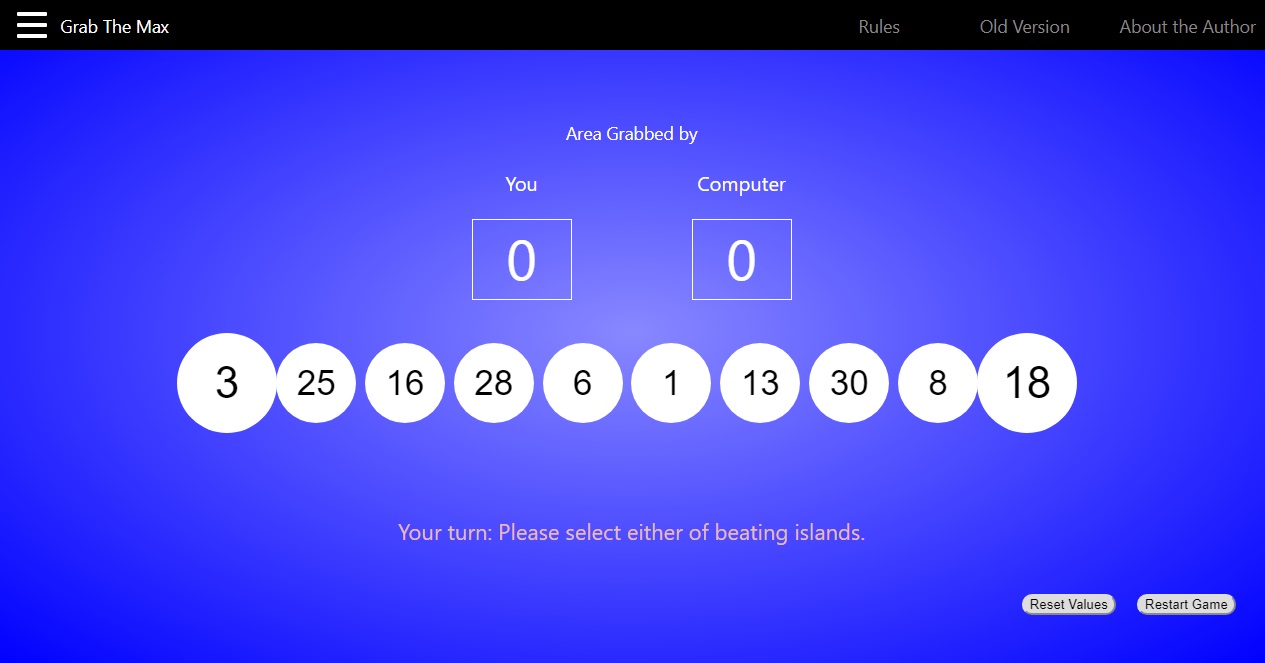 Grab The Max Rules Old Version About the Author
Area Grabbed by
You Computer
0 0
3 25 16 28 6 1 13 30 8 18
Your turn: Please select either of beating islands.
Reset Values Restart Game